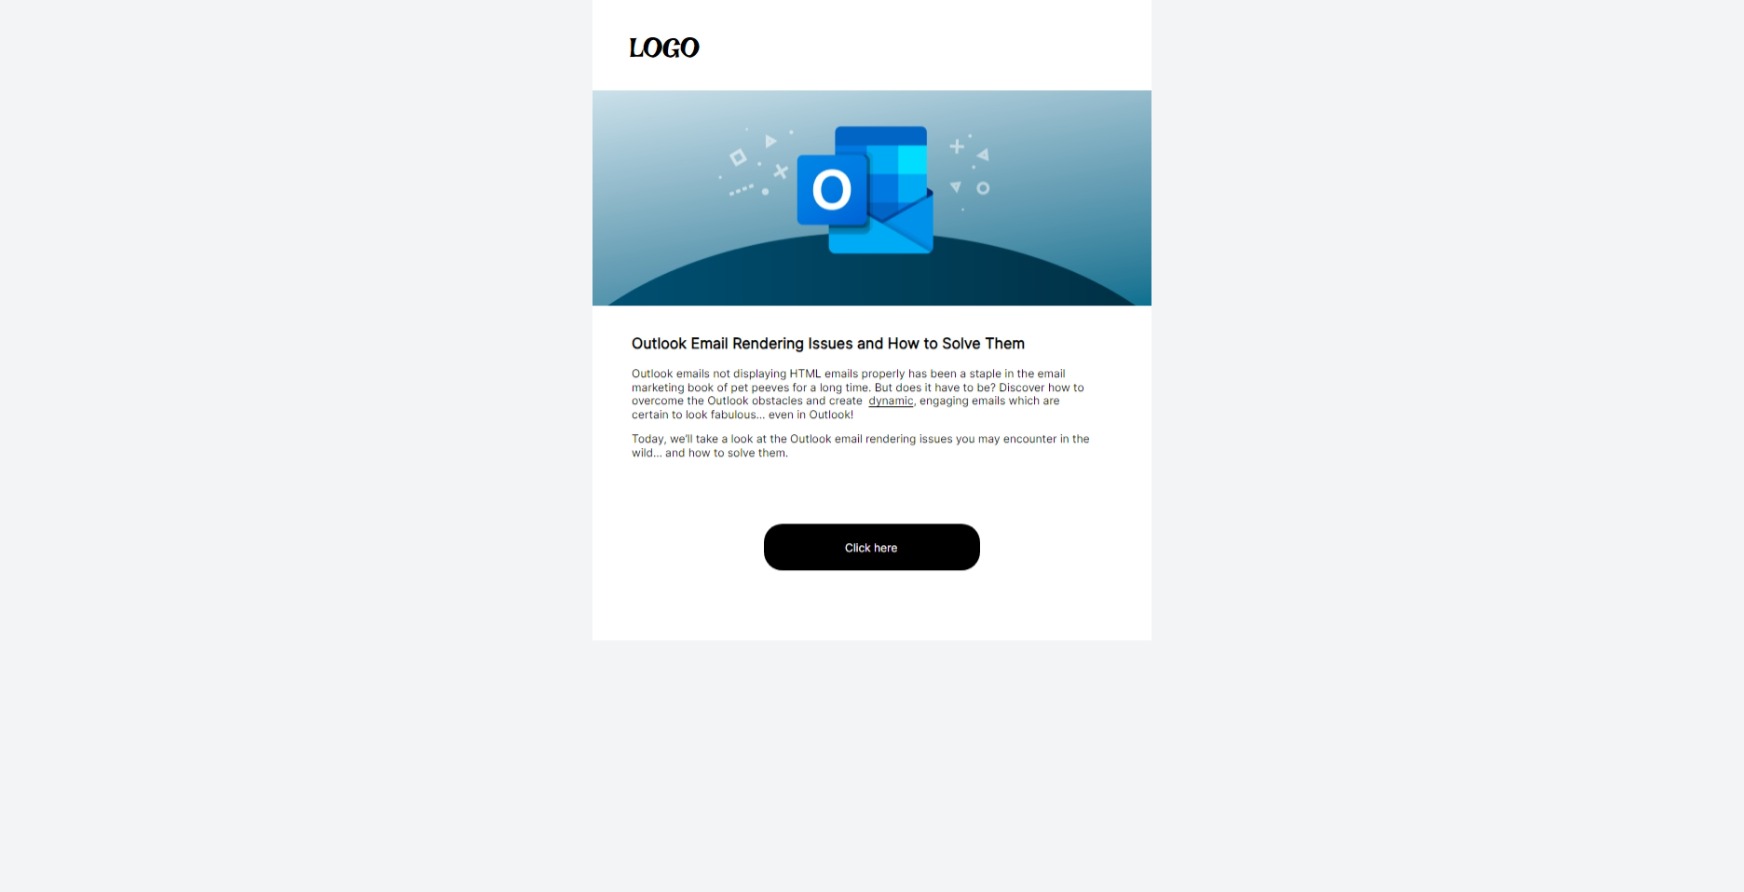 LOGO
O
Outlook Email Rendering Issues and How to Solve Them
Outlook emails not displaying HTML emails properly has been a staple in the email
marketing book of pet peeves for a long time. But does it have to be? Discover how to
overcome the Outlook obstacles and create  dynamic, engaging emails which are
certain to look fabulous... even in Outlook!
Today, we'll take a look at the Outlook email rendering issues you may encounter in the
wild... and how to solve them.
Click here